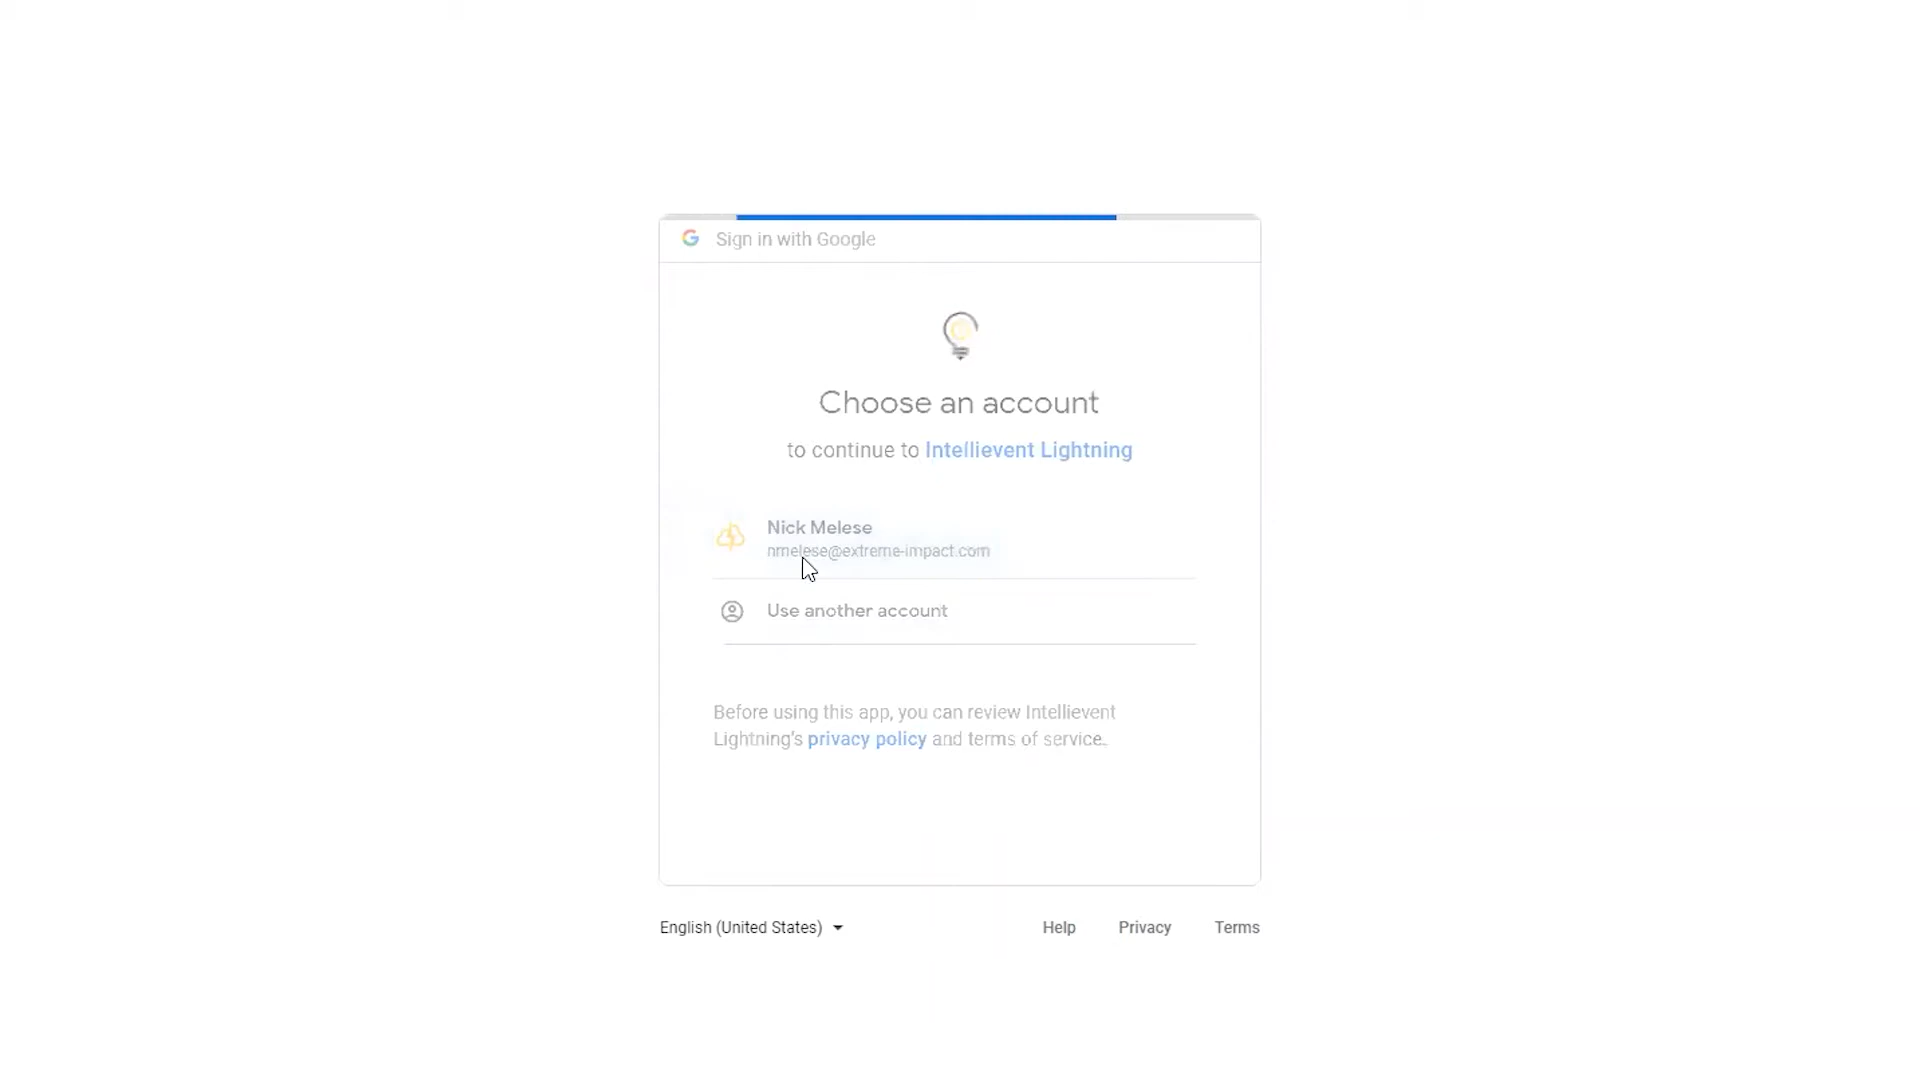 Sign in with Google
Choose an account
to continue to Intellievent Lightning
Nick Melese
nmelese@extreme-impact.com
Use another account
Before using this app, you can review Intellievent
Lightning's privacy policy and terms of service.
English (United States) Help Privacy Terms